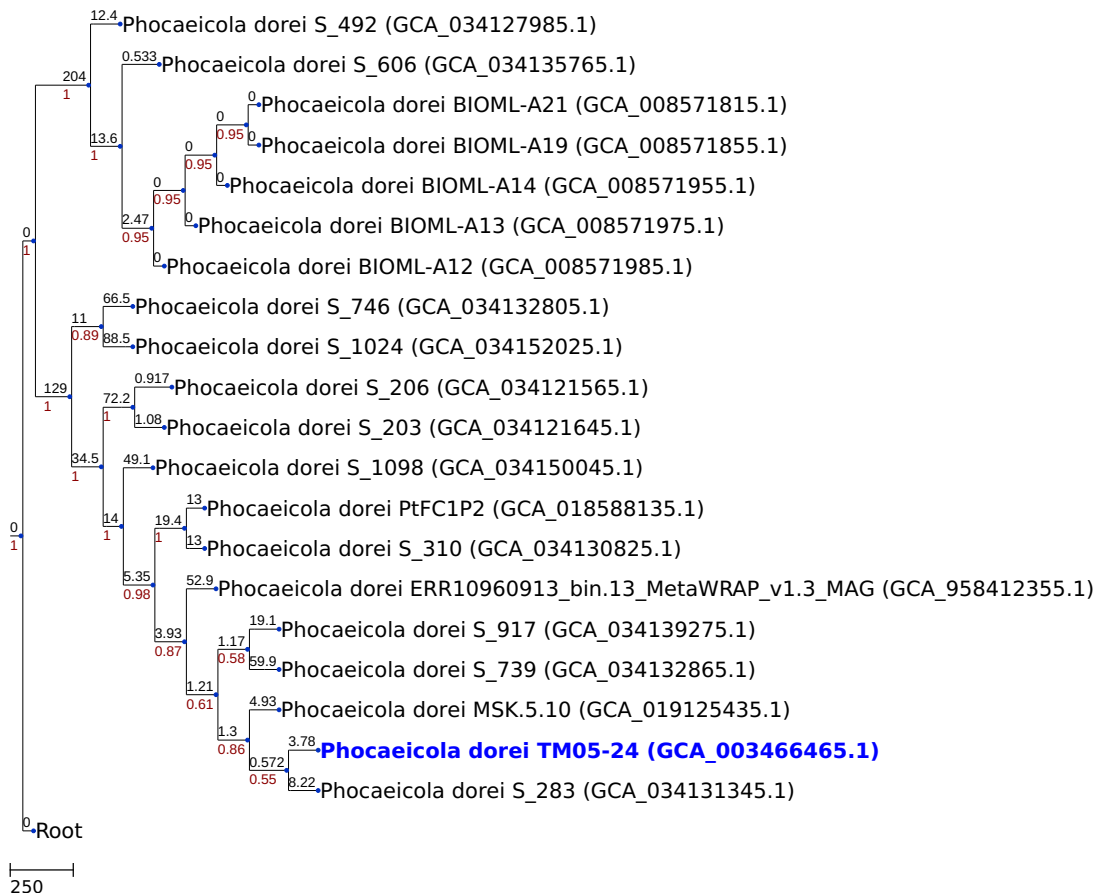 12.4 Phocaeicola dorei S_492 (GCA_034127985.1)
0.533 Phocaeicola dorei S_606 (GCA_034135765.1)
204
1
0 Phocaeicola dorei BIOML-A21 (GCA_008571815.1)
0
0.95
13.6
1
0 Phocaeicola dorei BIOML-A19 (GCA_008571855.1)
0
0.95
0 Phocaeicola dorei BIOML-A14 (GCA_008571955.1)
0
0.95
0 Phocaeicola dorei BIOML-A13 (GCA_008571975.1)
2.47
0.95
0
1
0 Phocaeicola dorei BIOML-A12 (GCA_008571985.1)
66.5 Phocaeicola dorei S_746 (GCA_034132805.1)
11
0.89
88.5 Phocaeicola dorei S_1024 (GCA_034152025.1)
129
1
0.917 Phocaeicola dorei S_206 (GCA_034121565.1)
72.2
1
1.08 Phocaeicola dorei S_203 (GCA_034121645.1)
34.5
1
49.1 Phocaeicola dorei S_1098 (GCA_034150045.1)
13 Phocaeicola dorei PtFC1P2 (GCA_018588135.1)
14
1
19.4
1
0
1
13 Phocaeicola dorei S_310 (GCA_034130825.1)
5.35
0.98
52.9 Phocaeicola dorei ERR10960913_bin.13_MetaWRAP_v1.3_MAG (GCA_958412355.1)
3.93
0.87
19.1 Phocaeicola dorei S_917 (GCA_034139275.1)
1.17
0.58
59.9 Phocaeicola dorei S_739 (GCA_034132865.1)
1.21
0.61
4.93 Phocaeicola dorei MSK.5.10 (GCA_019125435.1)
1.3
0.86
3.78 Phocaeicola dorei TM05-24 (GCA_003466465.1)
0.572
0.55
8.22 Phocaeicola dorei S_283 (GCA_034131345.1)
0 Root
250